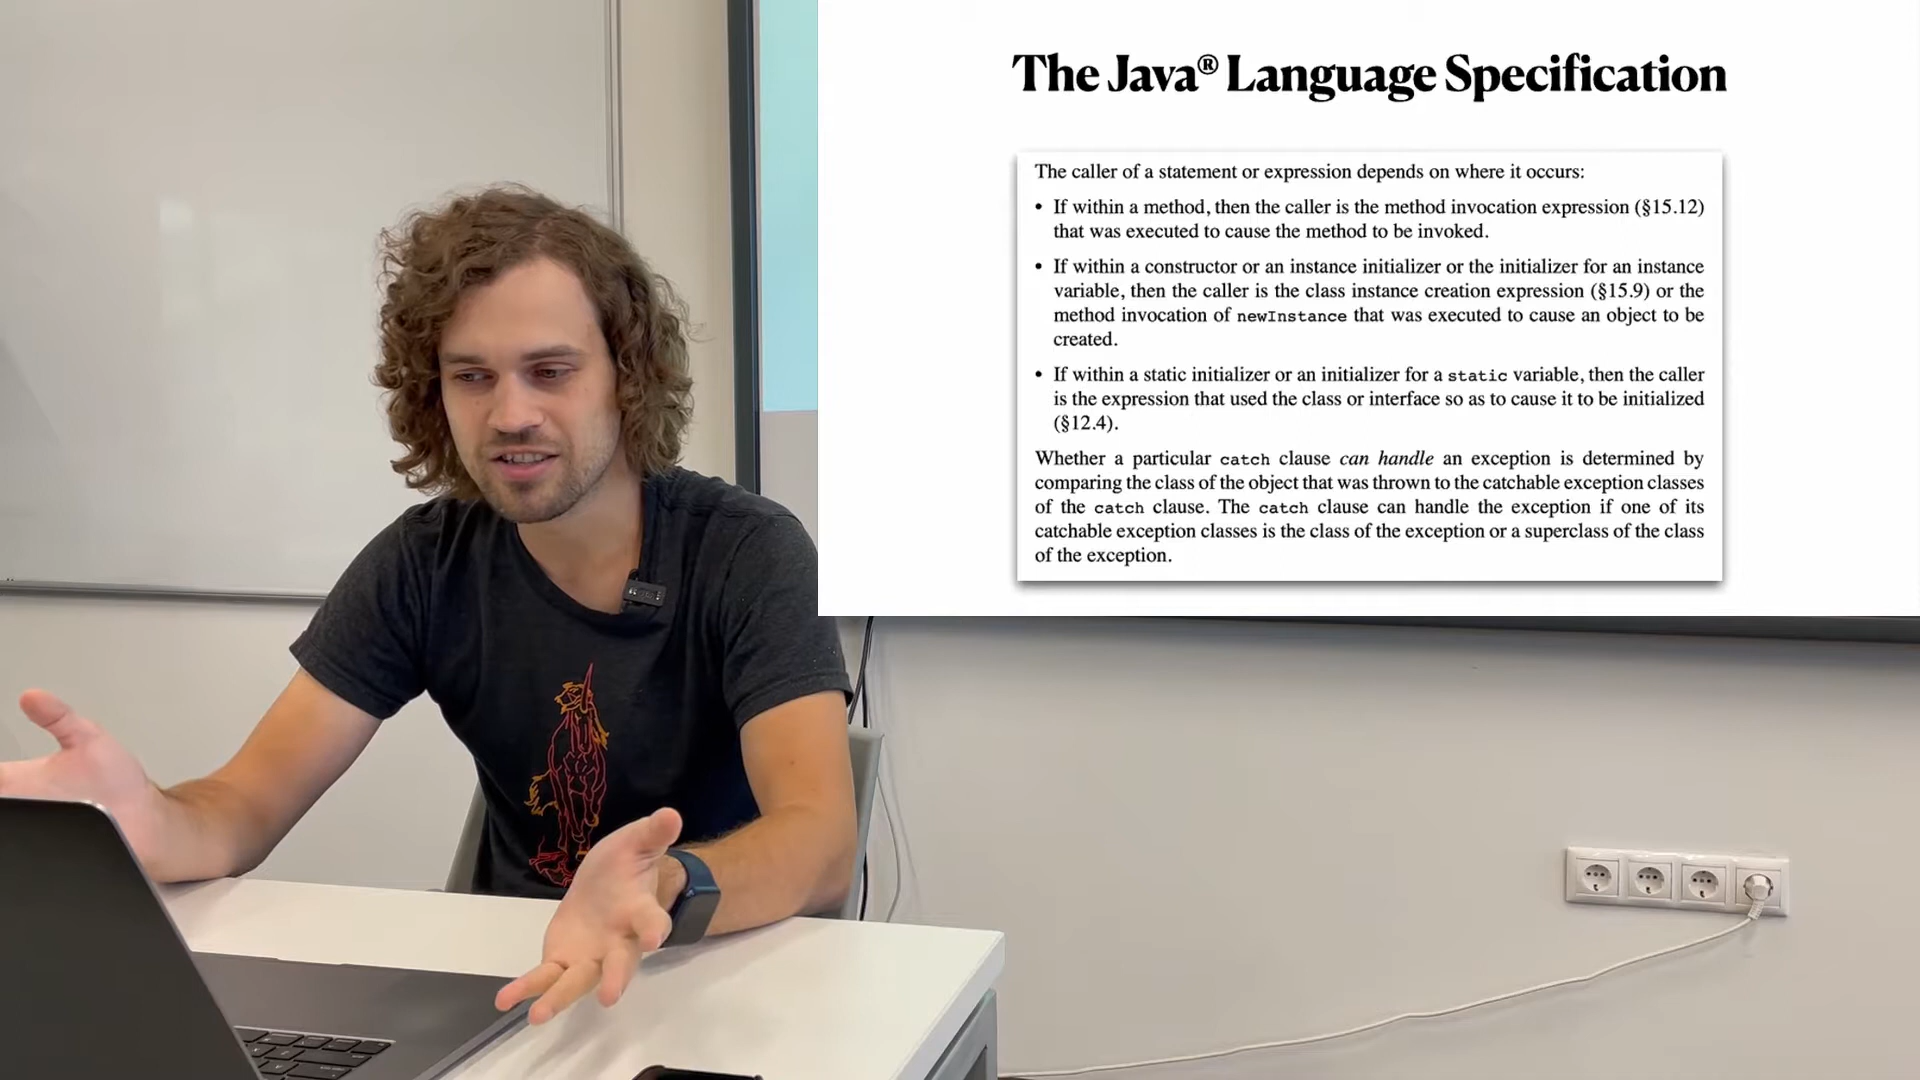 The Java® Language Specification
The caller of a statement or expression depends on where it occurs:
• If within a method, then the caller is the method invocation expression (§15.12)
that was executed to cause the method to be invoked.
• If within a constructor or an instance initializer or the initializer for an instance
variable, then the caller is the class instance creation expression (§15.9) or the
method invocation of newInstance that was executed to cause an object to be
created.
• If within a static initializer or an initializer for a static variable, then the caller
is the expression that used the class or interface so as to cause it to be initialized
(§12.4).
Whether a particular catch clause can handle an exception is determined by
comparing the class of the object that was thrown to the catchable exception classes
of the catch clause. The catch clause can handle the exception if one of its
catchable exception classes is the class of the exception or a superclass of the class
of the exception.